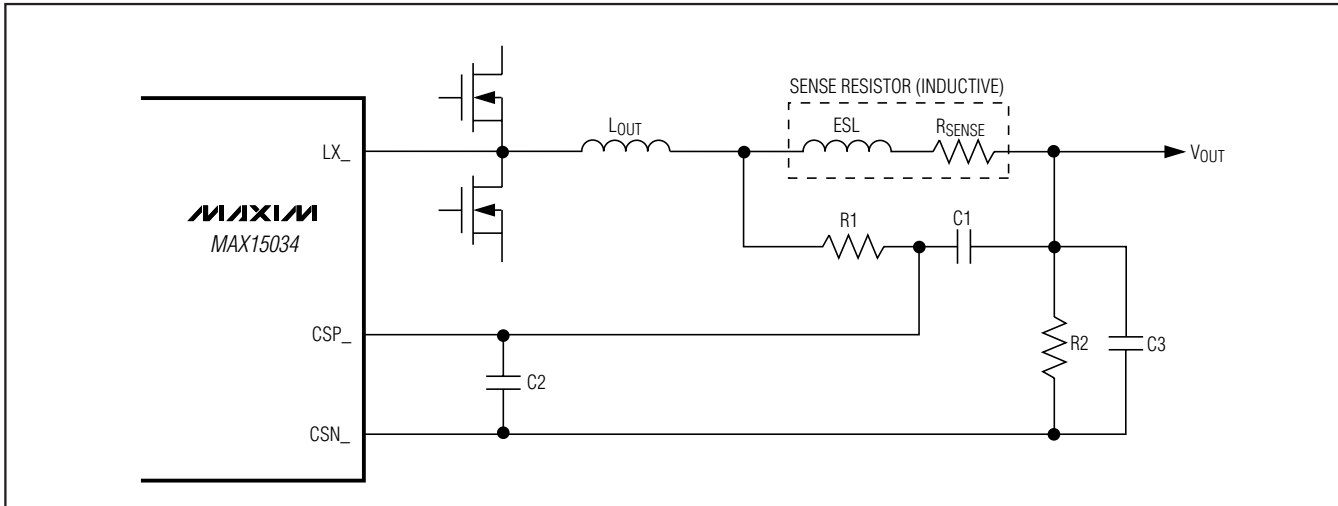 SENSE RESISTOR (INDUCTIVE)
LOUT
ESL
RSENSE
LX_
VOUT
MAXIM
MAX15034
R1
C1
CSP_
R2
C3
C2
CSN_